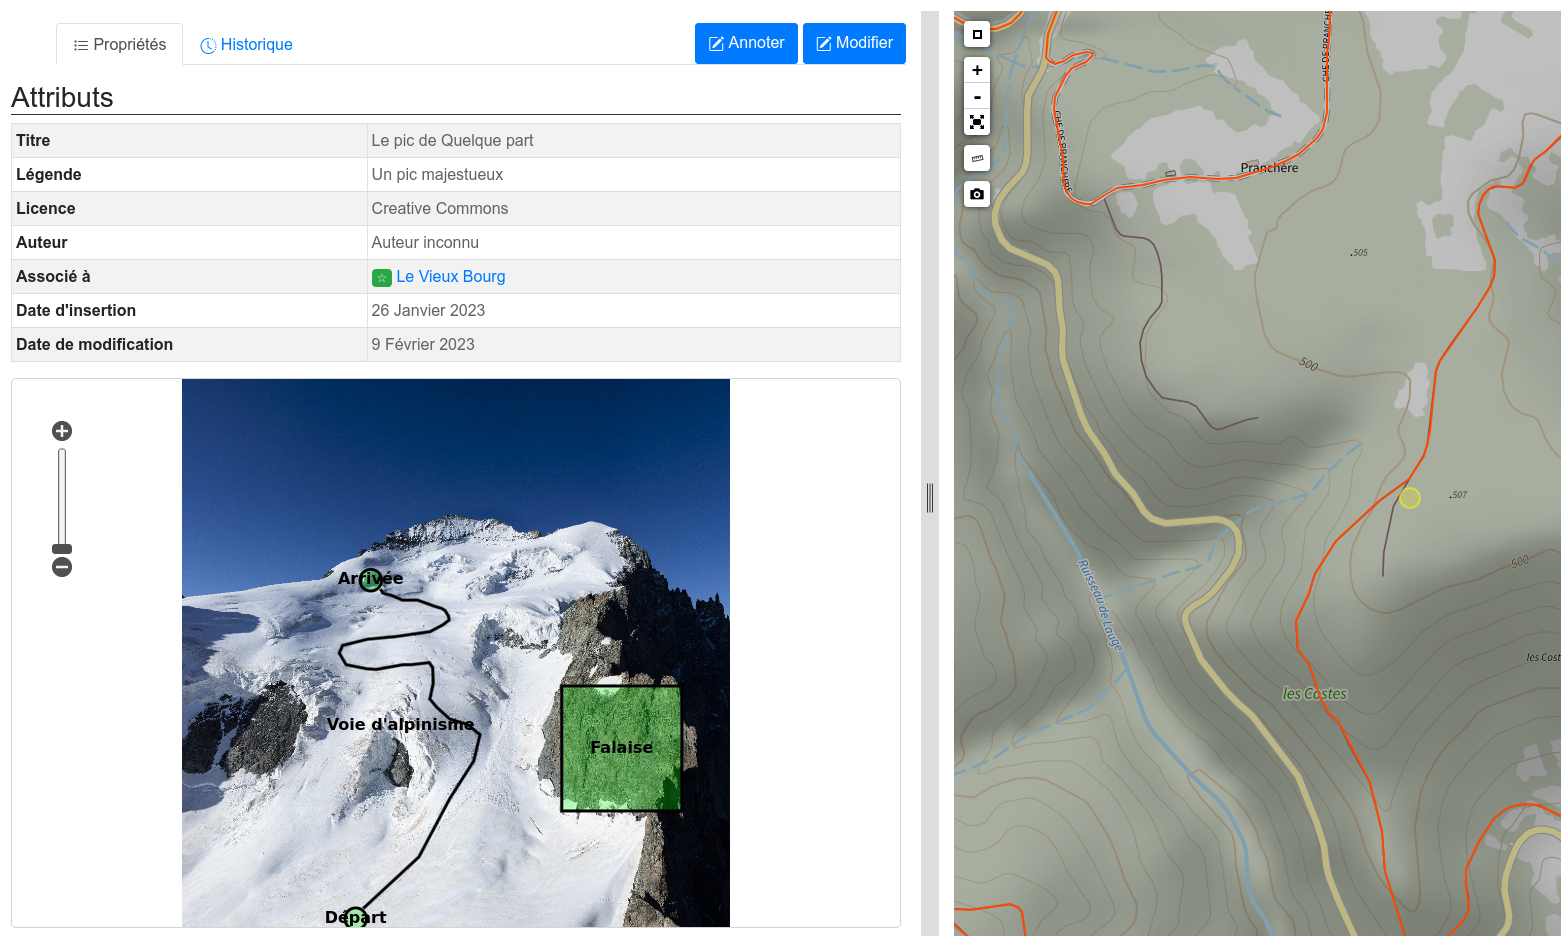 Propriétés
Historique
Annoter
Modifier
Attributs
Titre Le pic de Quelque part
Légende Un pic majestueux
Licence Creative Commons
Auteur Auteur inconnu
Associé à Le Vieux Bourg
Date d'insertion 26 Janvier 2023
Date de modification 9 Février 2023
Arrivée
Voie d'alpinisme
Falaise
Départ
+
-
CHE DE PRANCHERE
CHE DE PRANCH
Pranchère
.505
500
.507
500
Ruisseau de Lauge
les Cost
les Costes